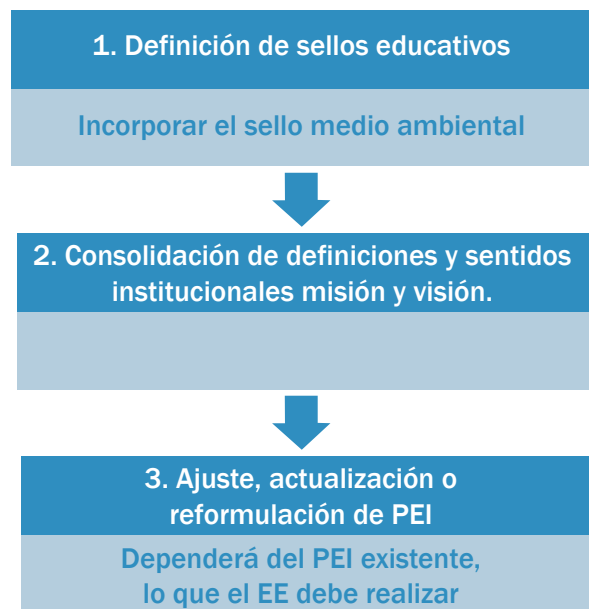 1. Definición de sellos educativos
Incorporar el sello medio ambiental
2. Consolidación de definiciones y sentidos
institucionales misión y visión.
3. Ajuste, actualización o
reformulación de PEI
Dependerá del PEI existente,
lo que el EE debe realizar